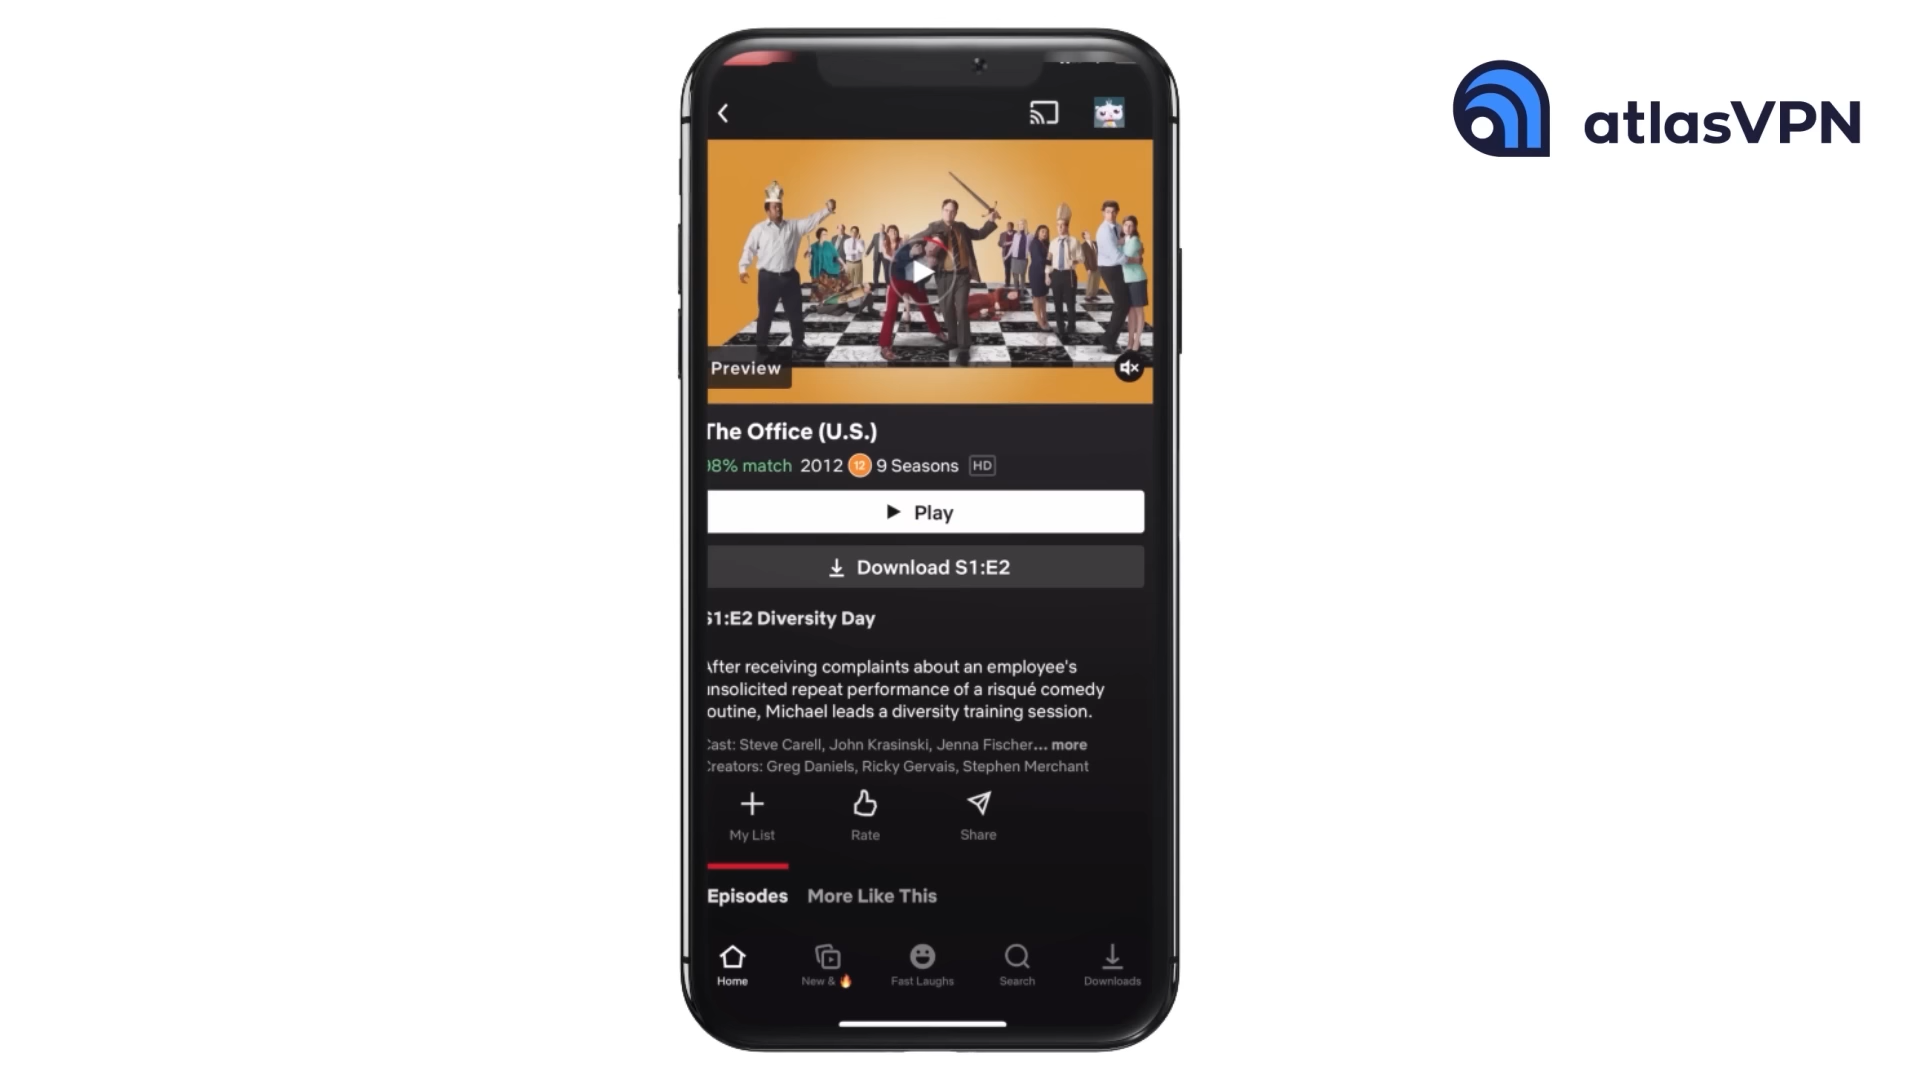 atlasVPN
Preview
The Office (U.S.)
98% match 2012 12 9 Seasons HD
Play
Download S1:E2
S1:E2 Diversity Day
After receiving complaints about an employee's
unsolicited repeat performance of a risqué comedy
routine, Michael leads a diversity training session.
Cast: Steve Carell, John Krasinski, Jenna Fischer... more
Creators: Greg Daniels, Ricky Gervais, Stephen Merchant
My List Rate Share
Episodes More Like This
Home New & 🔥 Fast Laughs Search Downloads